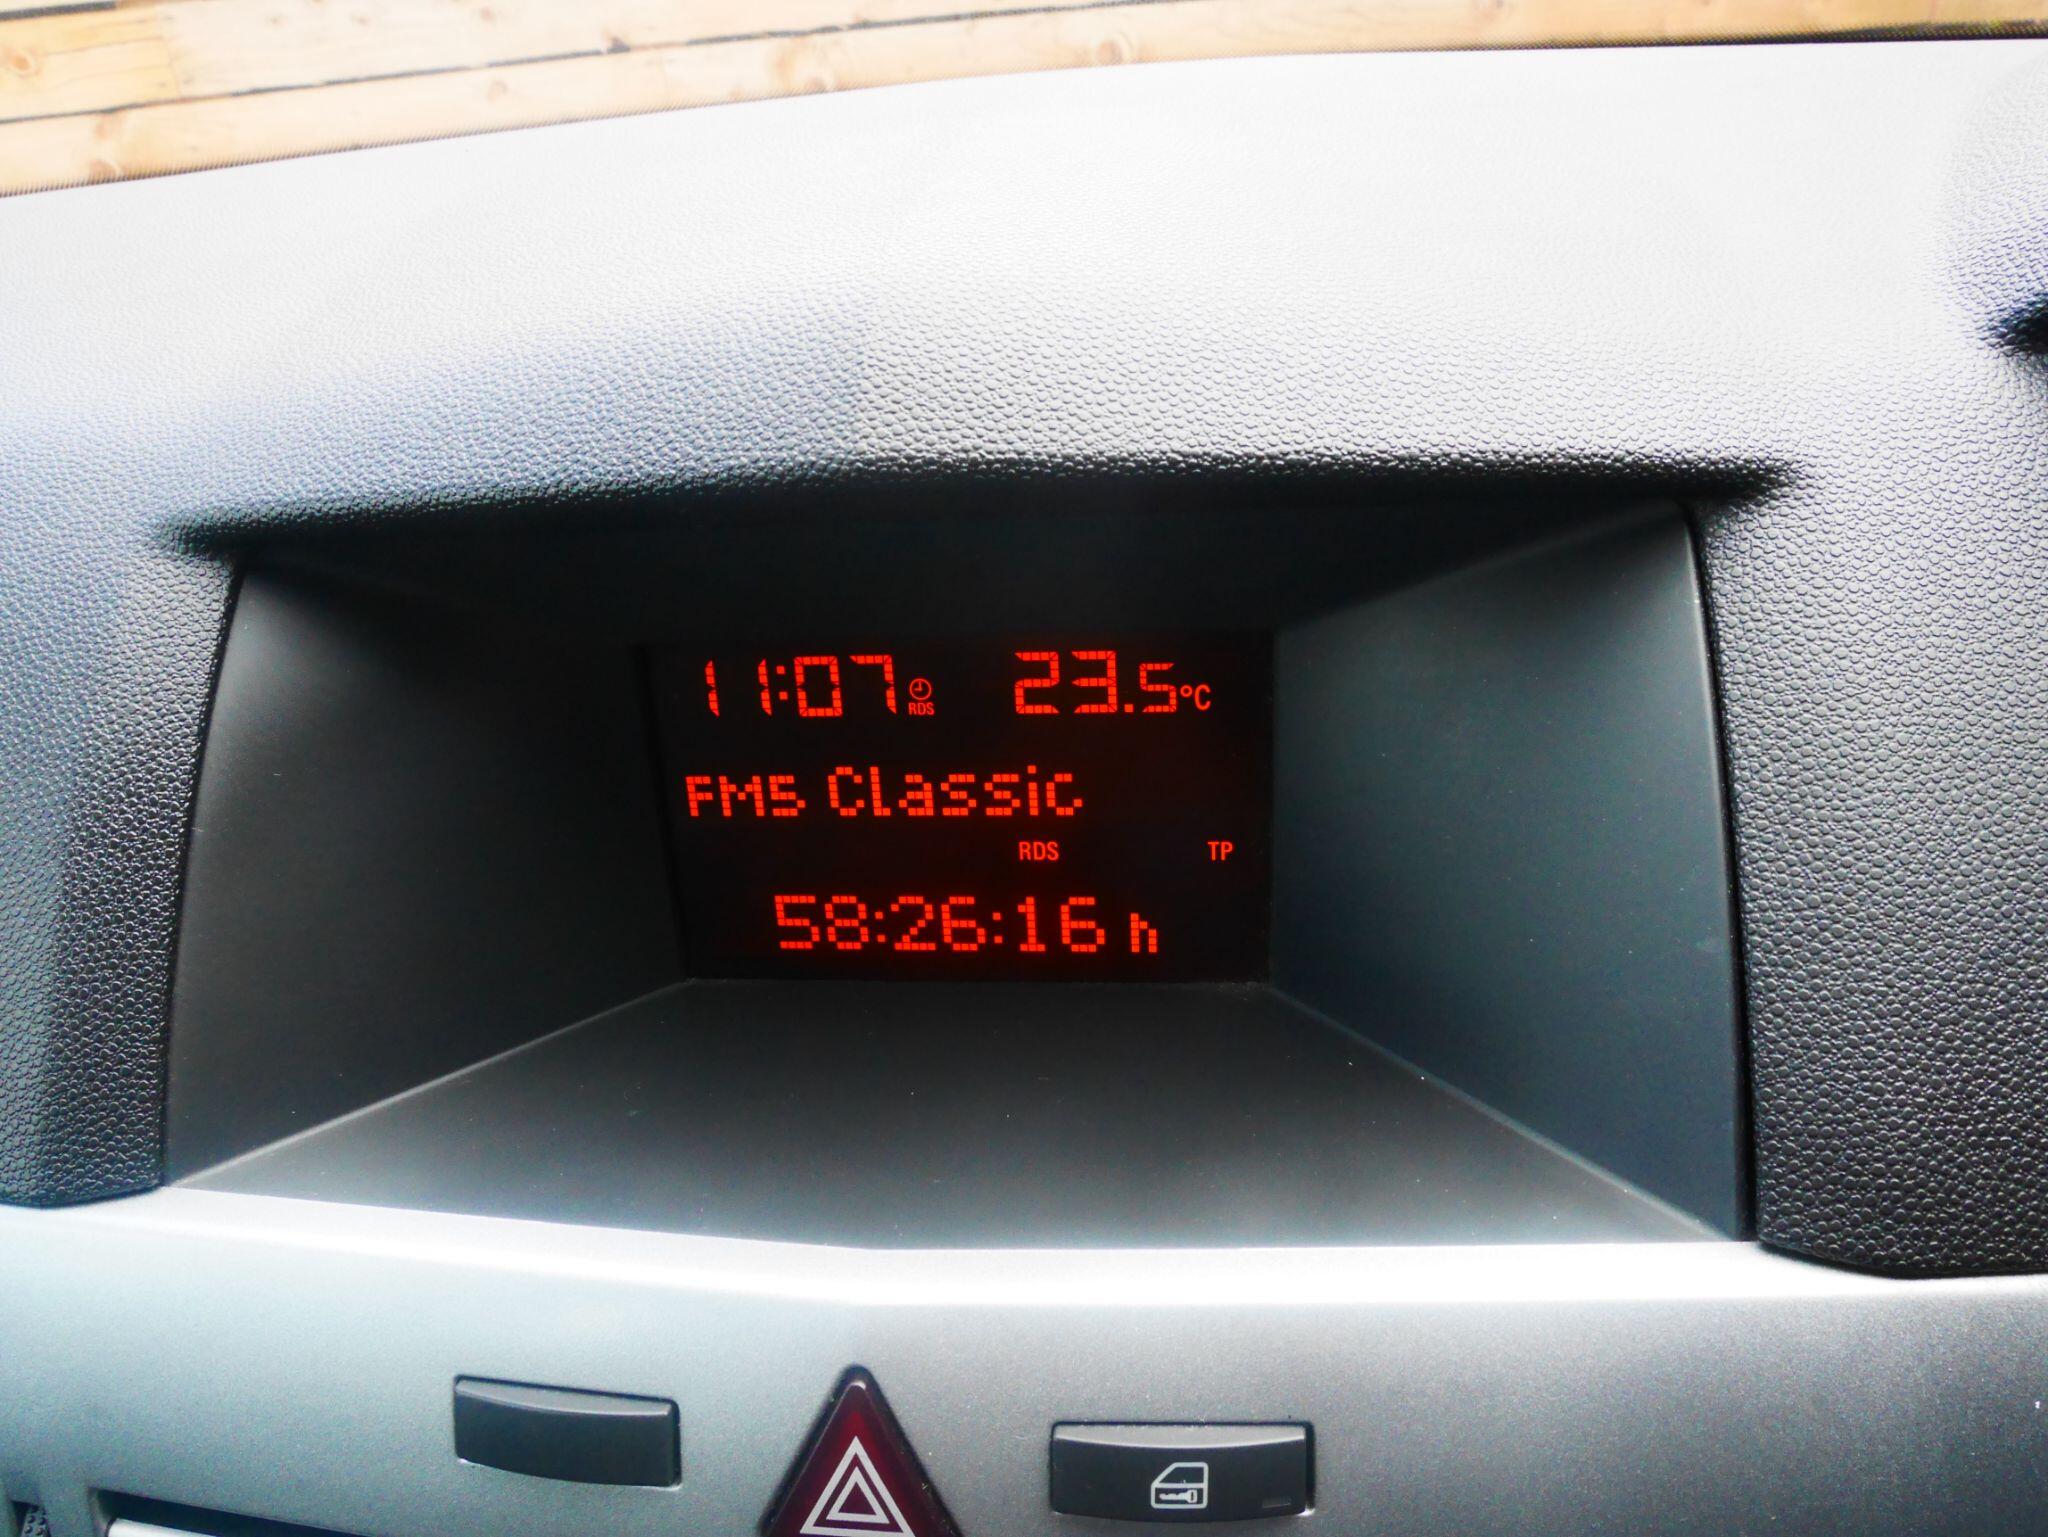 11:07 RDS 23.5°C
FM5 Classic
RDS TP
58:26:16 h